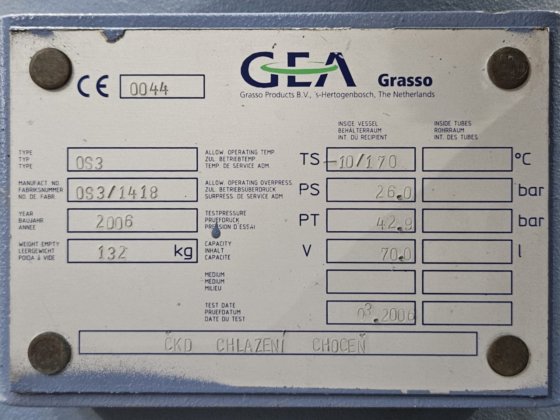 CE 0044
GEA Grasso
Grasso Products B.V., 's-Hertogenbosch, The Netherlands
INSIDE VESSEL
BEHÄLTERRAUM
INT. DU RÉCIPIENT
INSIDE TUBES
ROHRRAUM
INT. DES TUBES
TYPE
TYP
TYPE
OS3
ALLOW. OPERATING TEMP.
ZUL. BETRIEBTEMP.
TEMP. DE SERVICE ADM.
TS -10/170 °C
MANUFACT. NO.
FABRIKSNUMMER
NO. DE FABR.
OS3/1418
ALLOW. OPERATING OVERPRESS.
ZUL. BETRIEBSÜBERDRUCK
SURPRESS. DE SERVICE ADM.
PS 26.0 bar
YEAR
BAUJAHR
ANNEE
2006
TESTPRESSURE
PRUEFDRUCK
PRESSION D'ESSAI
PT 42.9 bar
WEIGHT EMPTY
LEERGEWICHT
POIDA À VIDE
132 kg
CAPACITY
INHALT
CAPACITE
V 70.0 l
MEDIUM
MEDIUM
MILIEU
TEST DATE
PRUEFDATUM
DATE DU TEST
03.2006
ČKD CHLAZENÍ CHOCEŇ